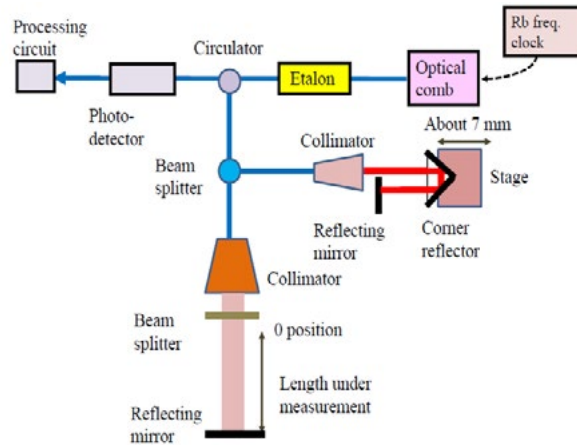 Processing
circuit
Circulator
Rb freq.
clock
Etalon
Optical
comb
Photo-
detector
Collimator
About 7 mm
Beam
splitter
Stage
Reflecting
mirror
Corner
reflector
Collimator
Beam
splitter
0 position
Length under
measurement
Reflecting
mirror